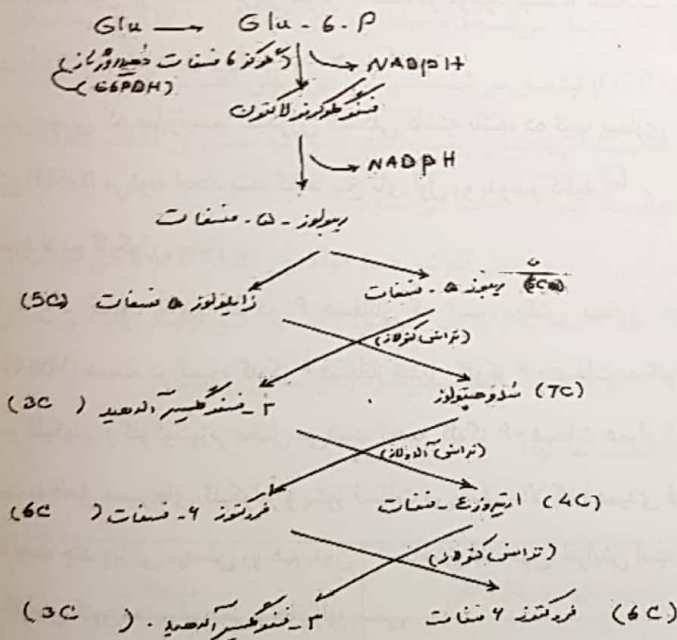 Glu → Glu - 6 - P
(گلوکز ۶ فسفات دهیدروژناز) → NADPH
(G6PDH)
فسفوگلوکونولاکتون
→ NADPH
ریبولوز - ۵ - فسفات
(5C) زایلولوز ۵ فسفات ریبوز ۵ - فسفات
(ترانس کتولاز)
(3C) ۳ - فسفوگلیسرآلدهید سدوهپتولوز (7C)
(ترانس آلدولاز)
(6C) فروکتوز ۶ - فسفات اریتروز ۴ - فسفات (4C)
(ترانس کتولاز)
(3C) ۳ - فسفوگلیسرآلدهید . فروکتوز ۶ فسفات (6C)